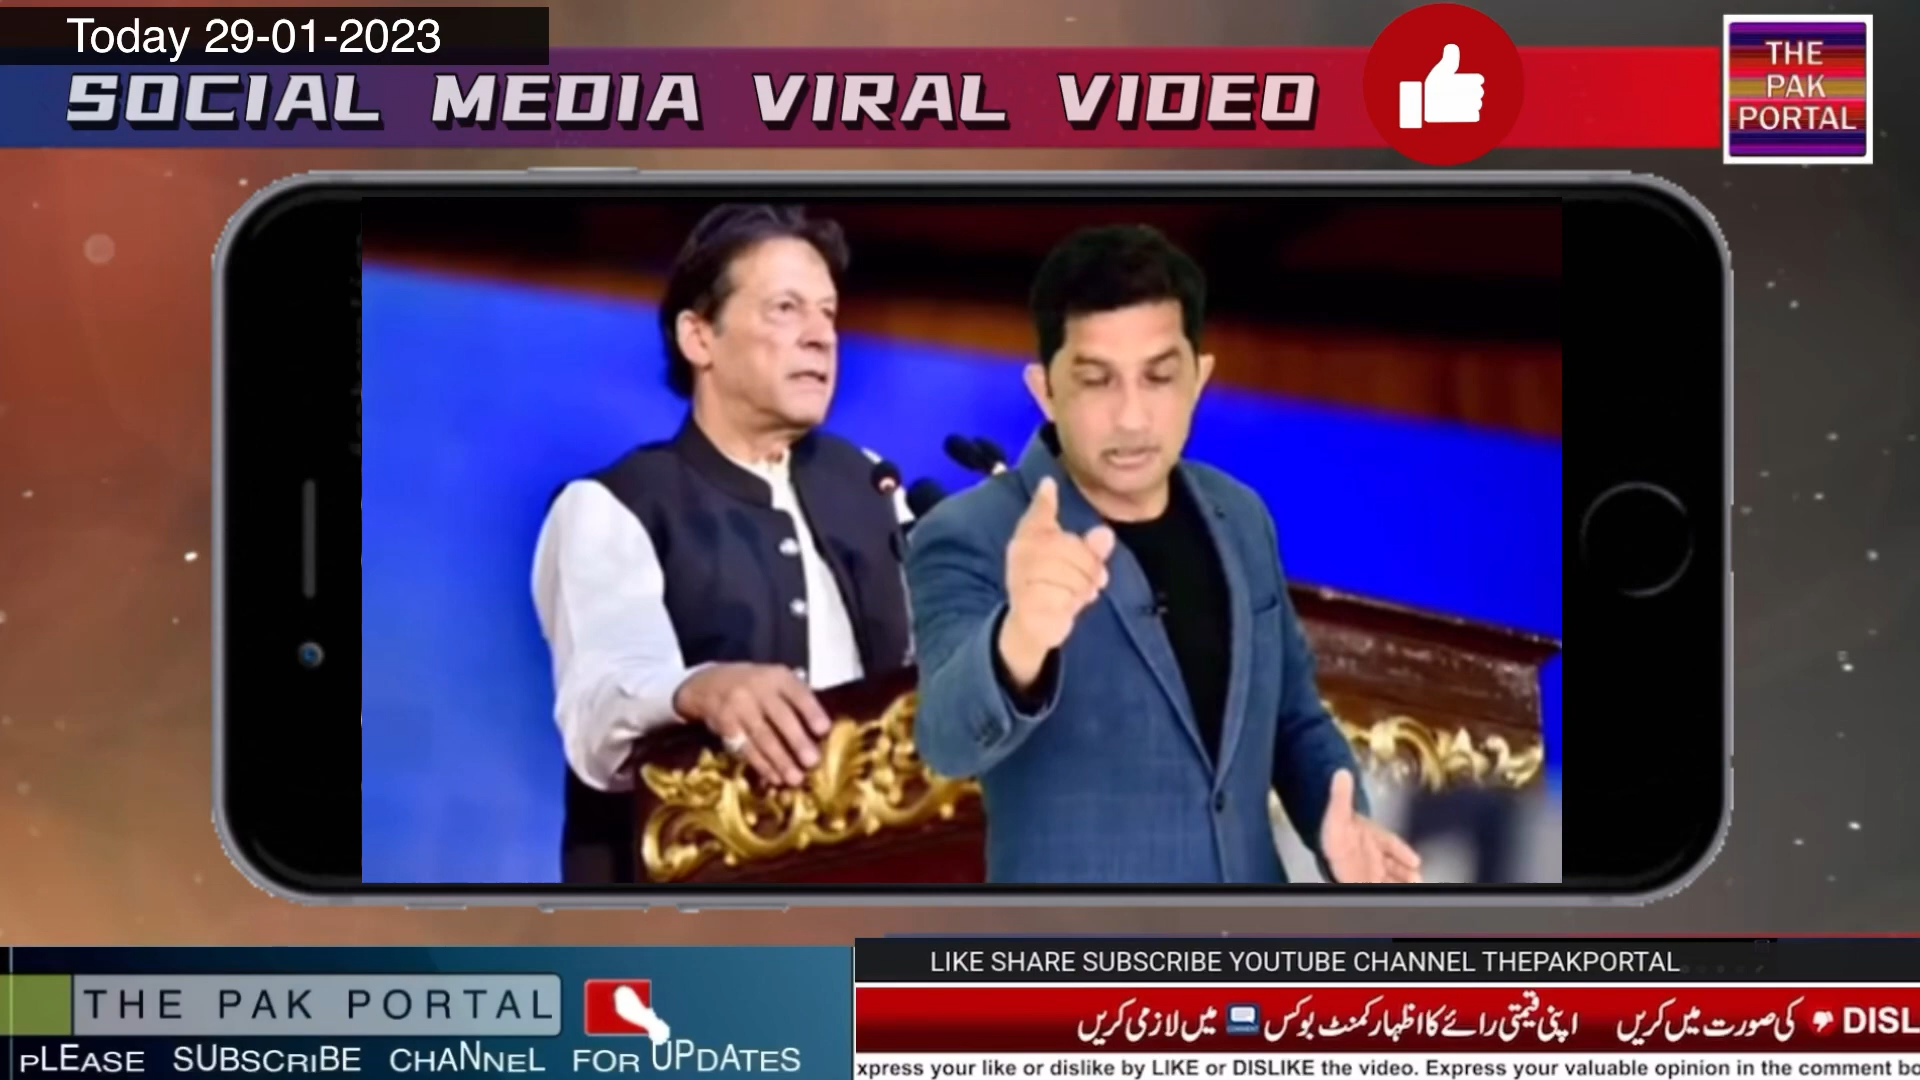 Today 29-01-2023
SOCIAL MEDIA VIRAL VIDEO
THE
PAK
PORTAL
LIKE SHARE SUBSCRIBE YOUTUBE CHANNEL THEPAKPORTAL
THE PAK PORTAL
DISL کی صورت میں کریں اپنی قیمتی رائے کا اظہار کمنٹ بوکس میں لازمی کریں
PLEASE SUBSCRIBE CHANNEL FOR UPDATES
xpress your like or dislike by LIKE or DISLIKE the video. Express your valuable opinion in the comment bo